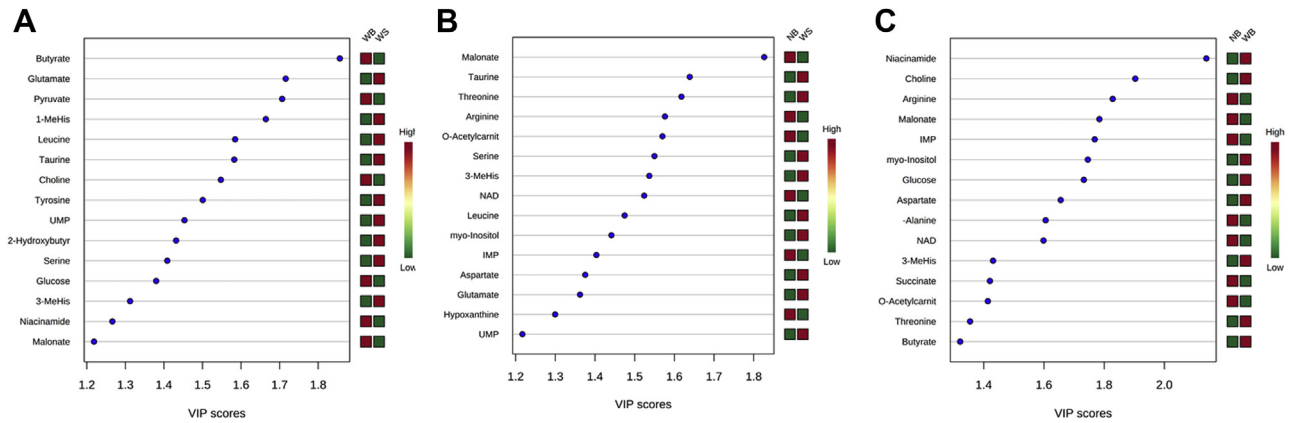 A
WB WS
Butyrate
Glutamate
Pyruvate
1-MeHis
Leucine
Taurine
Choline
Tyrosine
UMP
2-Hydroxybutyr
Serine
Glucose
3-MeHis
Niacinamide
Malonate
High
Low
1.2 1.3 1.4 1.5 1.6 1.7 1.8
VIP scores
B
NB WS
Malonate
Taurine
Threonine
Arginine
O-Acetylcarnit
Serine
3-MeHis
NAD
Leucine
myo-Inositol
IMP
Aspartate
Glutamate
Hypoxanthine
UMP
High
Low
1.2 1.3 1.4 1.5 1.6 1.7 1.8
VIP scores
C
NB WB
Niacinamide
Choline
Arginine
Malonate
IMP
myo-Inositol
Glucose
Aspartate
-Alanine
NAD
3-MeHis
Succinate
O-Acetylcarnit
Threonine
Butyrate
High
Low
1.4 1.6 1.8 2.0
VIP scores